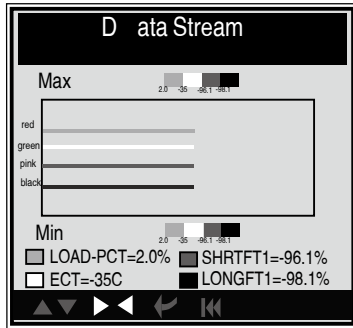 D ata Stream
Max
2.0 -35 -96.1 -98.1
red
green
pink
black
Min
2.0 -35 -96.1 -98.1
LOAD-PCT=2.0% SHRTFT1=-96.1%
ECT=-35C LONGFT1=-98.1%